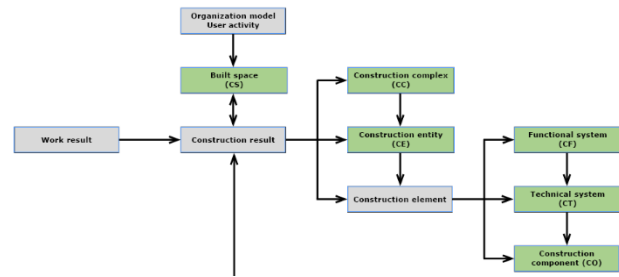 Organization model
User activity
Built space
(CS)
Construction complex
(CC)
Work result
Construction result
Construction entity
(CE)
Functional system
(CF)
Construction element
Technical system
(CT)
Construction
component (CO)